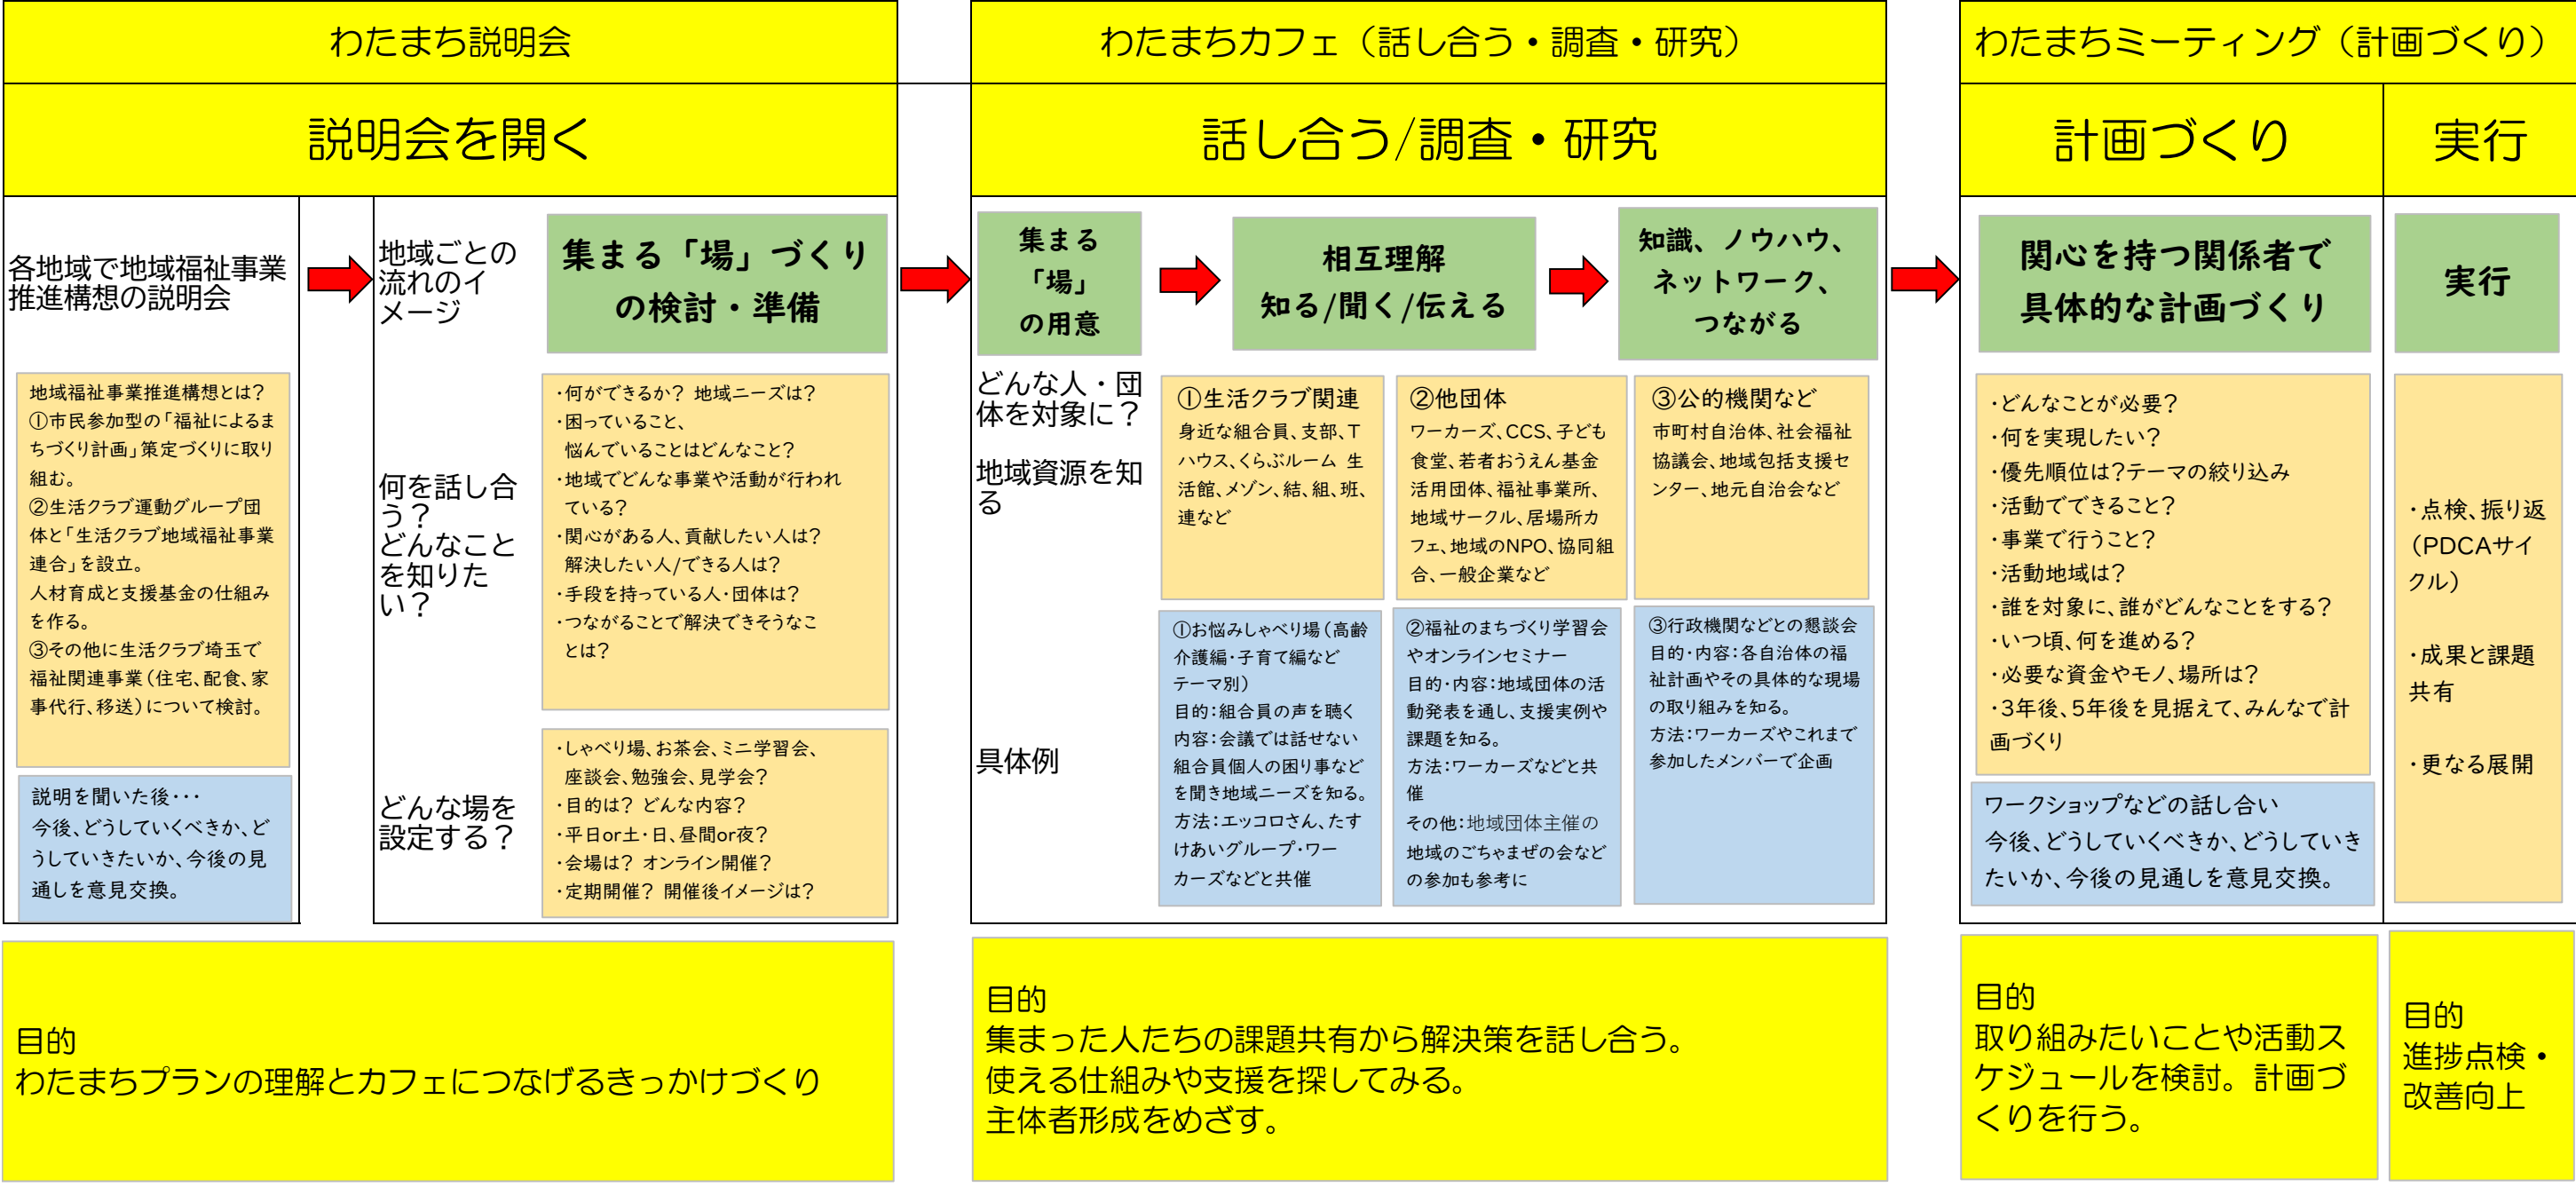 わたまち説明会
説明会を開く
各地域で地域福祉事業
推進構想の説明会
地域福祉事業推進構想とは？
①市民参加型の「福祉によるま
ちづくり計画」策定づくりに取り
組む。
②生活クラブ運動グループ団
体と「生活クラブ地域福祉事業
連合」を設立。
人材育成と支援基金の仕組み
を作る。
③その他に生活クラブ埼玉で
福祉関連事業（住宅、配食、家
事代行、移送）について検討。
説明を聞いた後・・・
今後、どうしていくべきか、ど
うしていきたいか、今後の見
通しを意見交換。
地域ごとの
流れのイ
メージ
集まる「場」づくり
の検討・準備
何を話し合
う？
どんなこと
を知りた
い？
・何ができるか？ 地域ニーズは？
・困っていること、
悩んでいることはどんなこと？
・地域でどんな事業や活動が行われ
ている？
・関心がある人、貢献したい人は？
解決したい人/できる人は？
・手段を持っている人・団体は？
・つながることで解決できそうなこ
とは？
どんな場を
設定する？
・しゃべり場、お茶会、ミニ学習会、
座談会、勉強会、見学会？
・目的は？ どんな内容？
・平日or土・日、昼間or夜？
・会場は？ オンライン開催？
・定期開催？ 開催後イメージは？
目的
わたまちプランの理解とカフェにつなげるきっかけづくり
わたまちカフェ（話し合う・調査・研究）
話し合う/調査・研究
集まる
「場」
の用意
相互理解
知る/聞く/伝える
知識、ノウハウ、
ネットワーク、
つながる
どんな人・団
体を対象に？
地域資源を知
る
①生活クラブ関連
身近な組合員、支部、T
ハウス、くらぶルーム 生
活館、メゾン、結、組、班、
連など
②他団体
ワーカーズ、CCS、子ども
食堂、若者おうえん基金
活用団体、福祉事業所、
地域サークル、居場所カ
フェ、地域のNPO、協同組
合、一般企業など
③公的機関など
市町村自治体、社会福祉
協議会、地域包括支援セ
ンター、地元自治会など
具体例
①お悩みしゃべり場（高齢
介護編・子育て編など
テーマ別）
目的：組合員の声を聴く
内容：会議では話せない
組合員個人の困り事など
を聞き地域ニーズを知る。
方法：エッコロさん、たす
けあいグループ・ワー
カーズなどと共催
②福祉のまちづくり学習会
やオンラインセミナー
目的・内容：地域団体の活
動発表を通し、支援実例や
課題を知る。
方法：ワーカーズなどと共
催
その他：地域団体主催の
地域のごちゃまぜの会など
の参加も参考に
③行政機関などとの懇談会
目的・内容：各自治体の福
祉計画やその具体的な現場
の取り組みを知る。
方法：ワーカーズやこれまで
参加したメンバーで企画
目的
集まった人たちの課題共有から解決策を話し合う。
使える仕組みや支援を探してみる。
主体者形成をめざす。
わたまちミーティング（計画づくり）
計画づくり
実行
関心を持つ関係者で
具体的な計画づくり
・どんなことが必要？
・何を実現したい？
・優先順位は？テーマの絞り込み
・活動でできること？
・事業で行うこと？
・活動地域は？
・誰を対象に、誰がどんなことをする？
・いつ頃、何を進める？
・必要な資金やモノ、場所は？
・3年後、5年後を見据えて、みんなで計
画づくり
ワークショップなどの話し合い
今後、どうしていくべきか、どうしていき
たいか、今後の見通しを意見交換。
目的
取り組みたいことや活動ス
ケジュールを検討。計画づ
くりを行う。
実行
・点検、振り返
（PDCAサイ
クル）
・成果と課題
共有
・更なる展開
目的
進捗点検・
改善向上